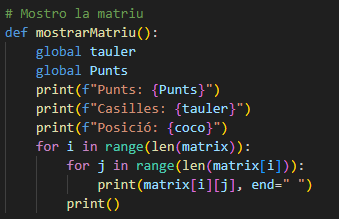 # Mostro la matriu
def mostrarMatriu():
    global tauler
    global Punts
    print(f"Punts: {Punts}")
    print(f"Casilles: {tauler}")
    print(f"Posició: {coco}")
    for i in range(len(matrix)):
        for j in range(len(matrix[i])):
            print(matrix[i][j], end=" ")
        print()